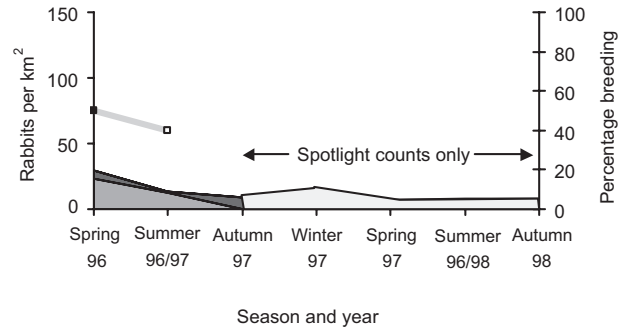 150
100
50
0
Rabbits per km²
100
80
60
40
20
0
Percentage breeding
Spotlight counts only
Spring Summer Autumn Winter Spring Summer Autumn
96 96/97 97 97 97 96/98 98
Season and year